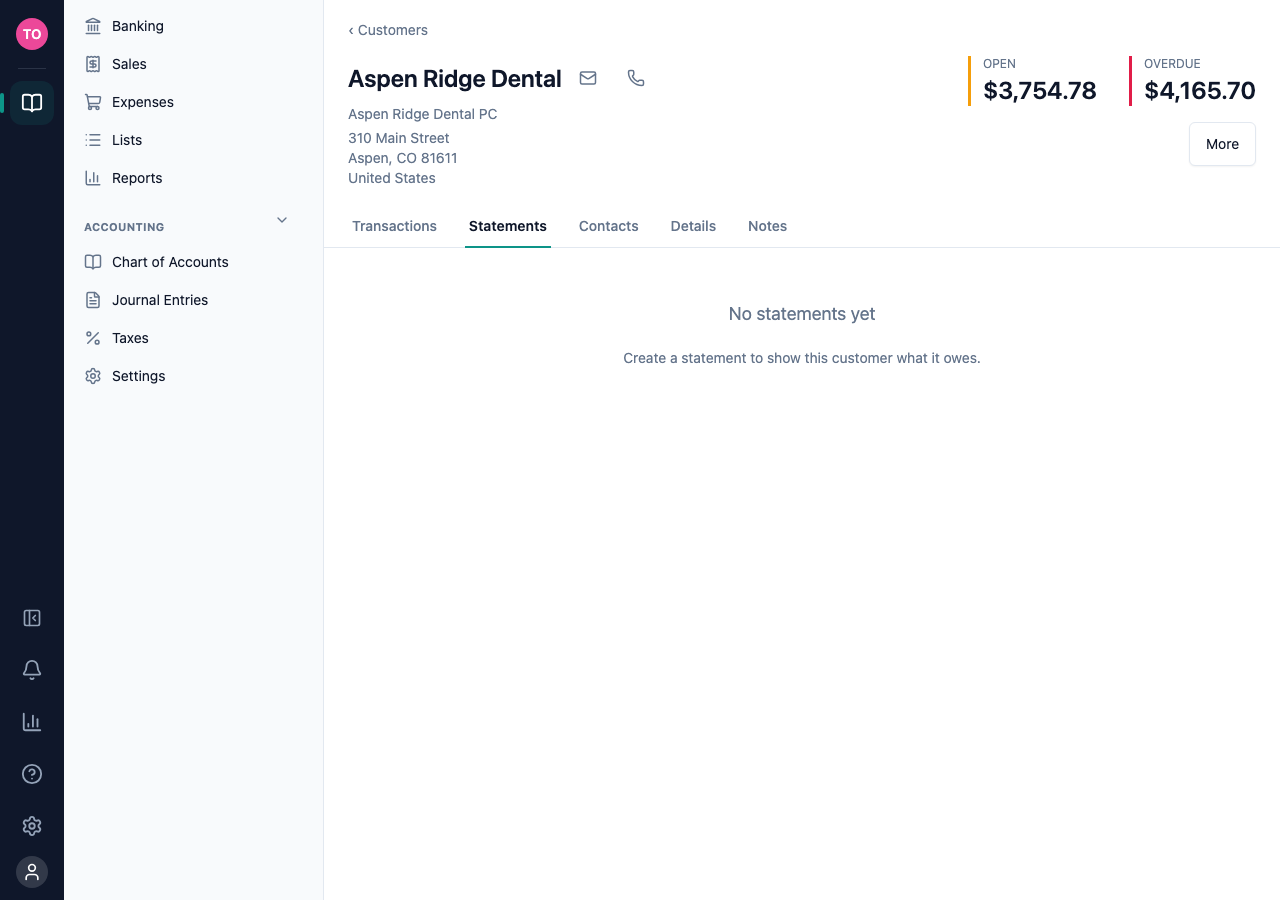 TO
Banking
Sales
Expenses
Lists
Reports
ACCOUNTING
Chart of Accounts
Journal Entries
Taxes
Settings
‹ Customers
Aspen Ridge Dental
Aspen Ridge Dental PC
310 Main Street
Aspen, CO 81611
United States
OPEN
$3,754.78
OVERDUE
$4,165.70
More
Transactions
Statements
Contacts
Details
Notes
No statements yet
Create a statement to show this customer what it owes.